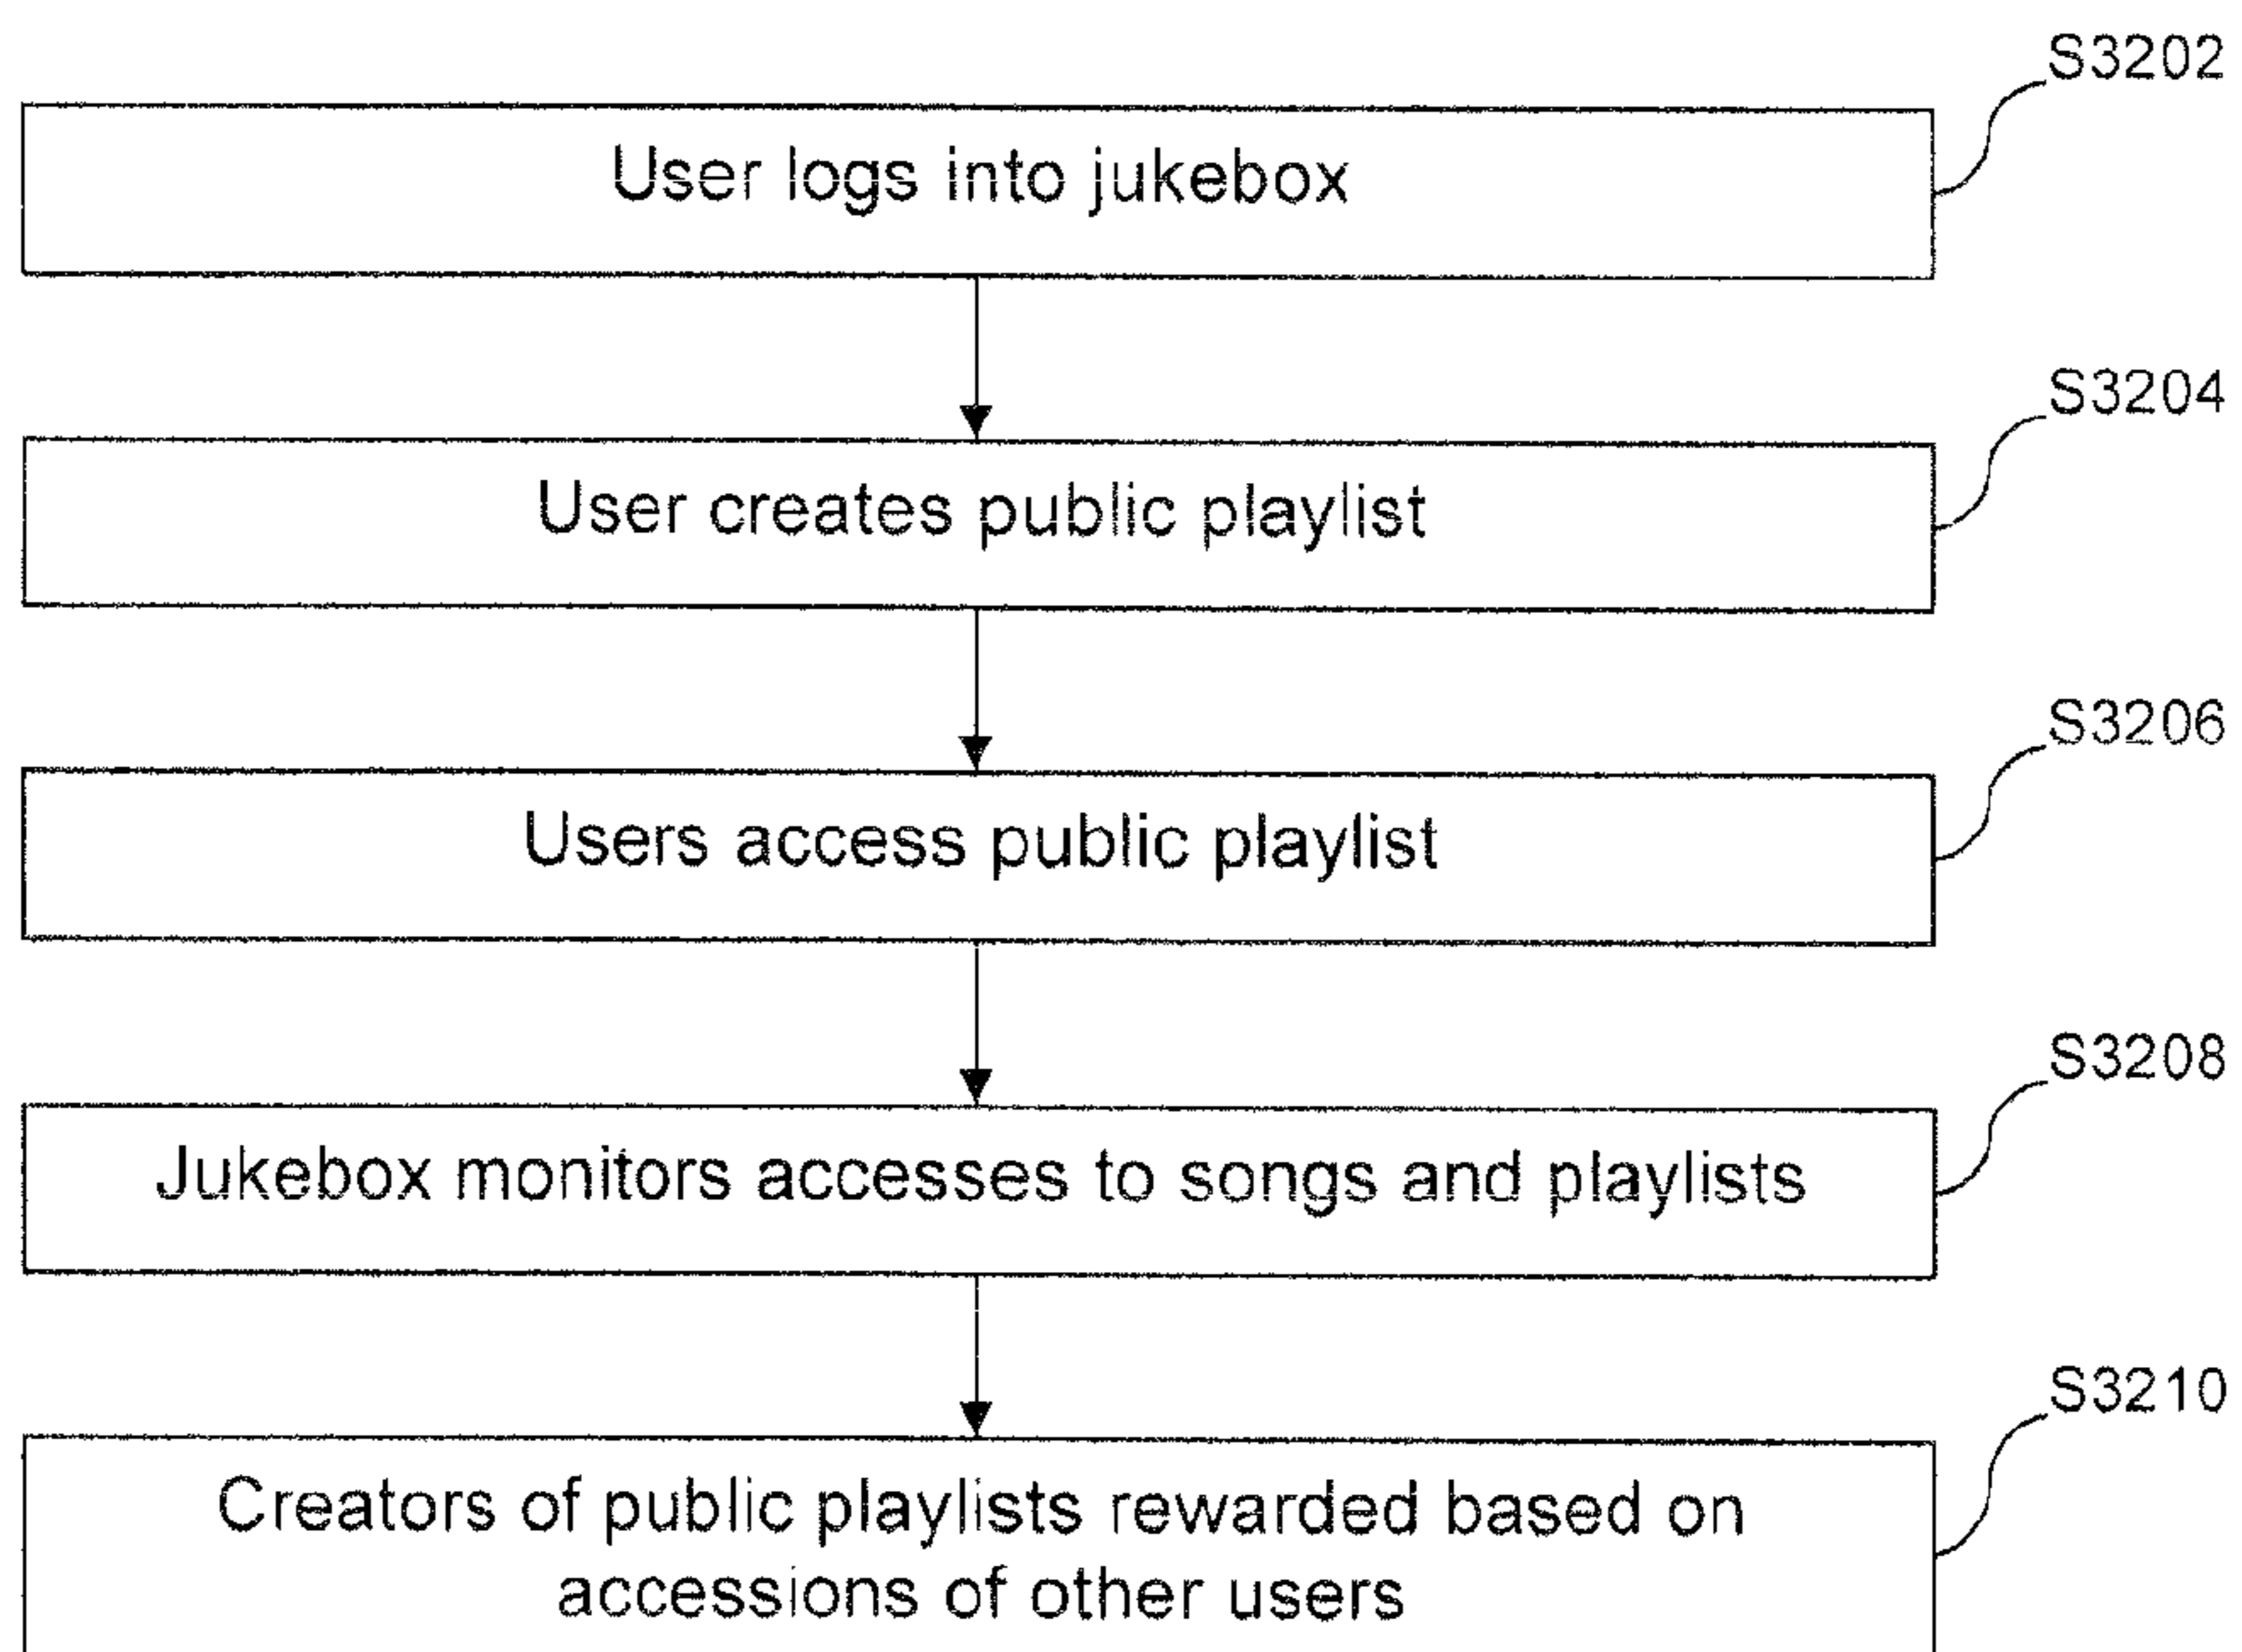 S3202
User logs into jukebox
S3204
User creates public playlist
S3206
Users access public playlist
S3208
Jukebox monitors accesses to songs and playlists
S3210
Creators of public playlists rewarded based on
accessions of other users